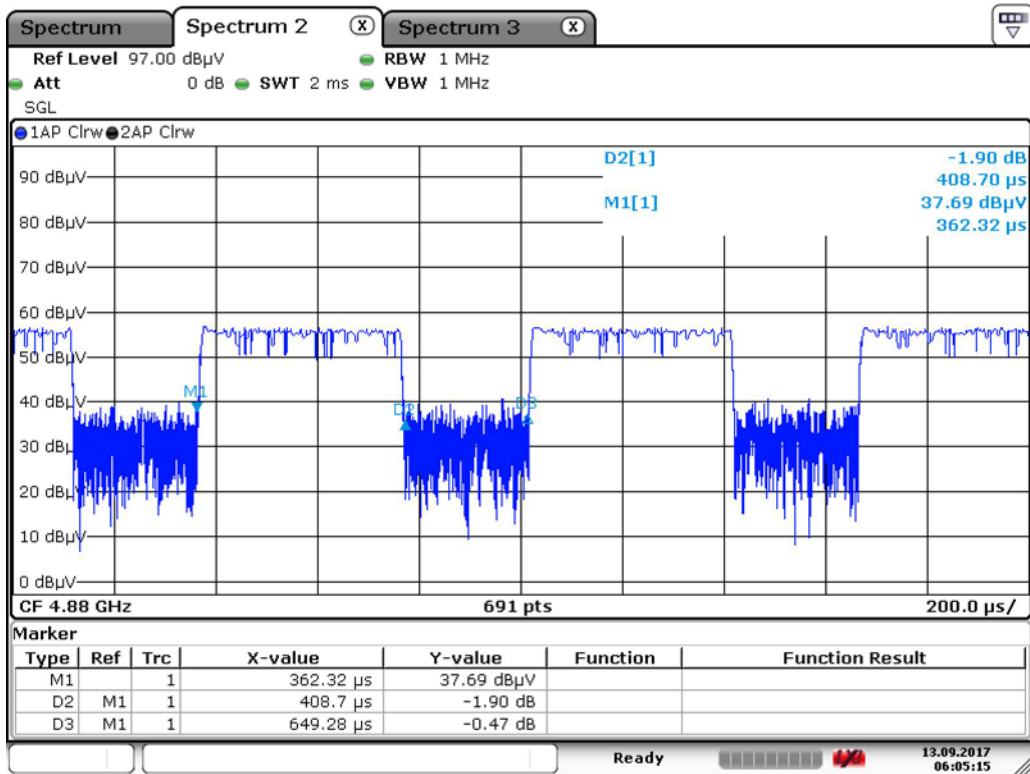 Spectrum Spectrum 2 X Spectrum 3 X
Ref Level 97.00 dBµV RBW 1 MHz
Att 0 dB SWT 2 ms VBW 1 MHz
SGL
1AP Clrw 2AP Clrw
D2[1] -1.90 dB
408.70 µs
M1[1] 37.69 dBµV
362.32 µs
90 dBµV
80 dBµV
70 dBµV
60 dBµV
50 dBµV
40 dBµV
30 dBµ
20 dBµ
10 dBµV
0 dBµV
M1
D2
D3
CF 4.88 GHz 691 pts 200.0 µs/
Marker
Type Ref Trc X-value Y-value Function Function Result
M1 1 362.32 µs 37.69 dBµV
D2 M1 1 408.7 µs -1.90 dB
D3 M1 1 649.28 µs -0.47 dB
Ready 13.09.2017
06:05:15